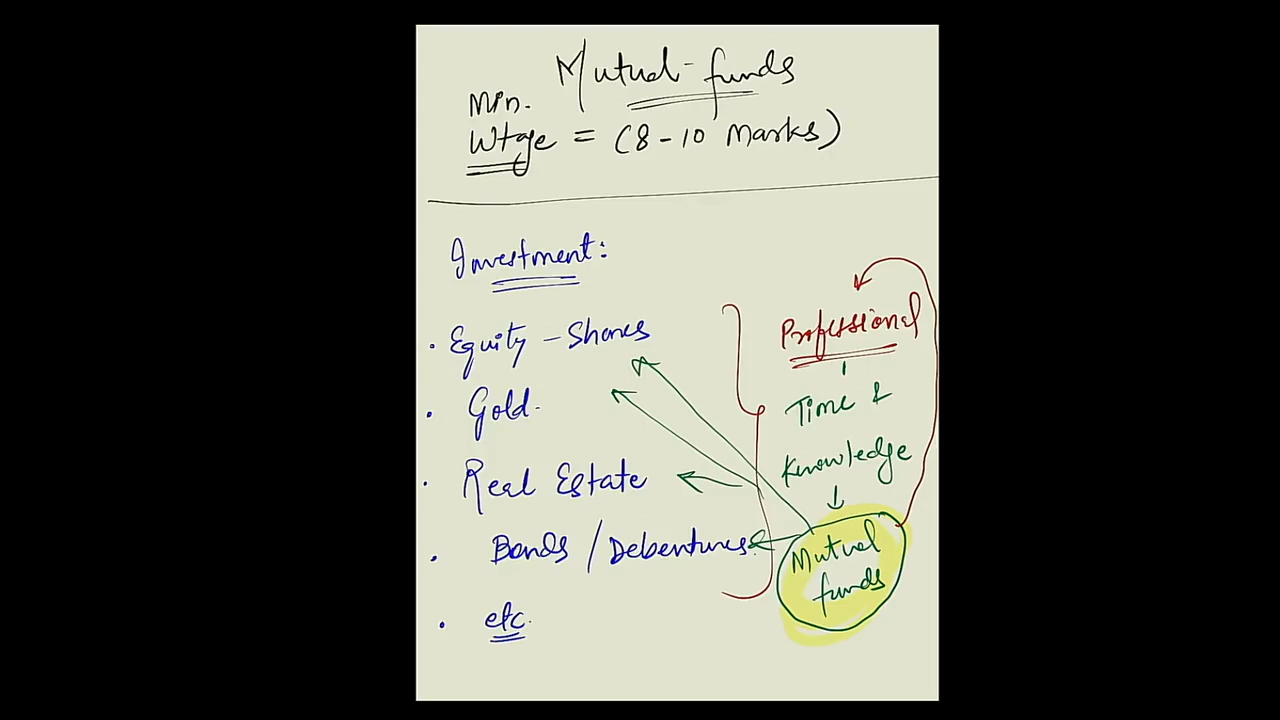 Mutual funds
Min.
Wtge = (8-10 Marks)
Investment:
• Equity - Shares
• Gold.
• Real Estate
• Bonds / Debentures.
• etc.
Professional
Time &
Knowledge
Mutual
funds